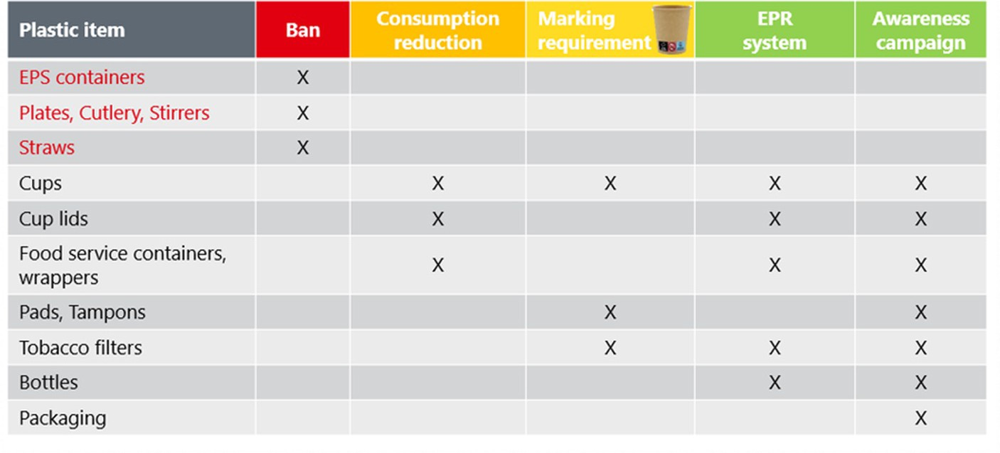 Plastic item Ban Consumption reduction Marking requirement EPR system Awareness campaign
EPS containers X
Plates, Cutlery, Stirrers X
Straws X
Cups X X X X
Cup lids X X X
Food service containers, wrappers X X X
Pads, Tampons X X
Tobacco filters X X X
Bottles X X
Packaging X